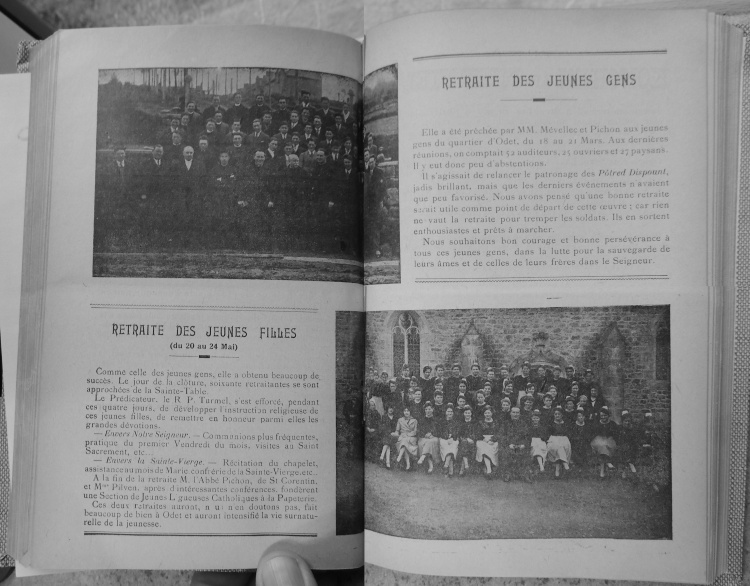 RETRAITE DES JEUNES FILLES
(du 20 au 24 Mai)
Comme celle des jeunes gens, elle a obtenu beaucoup de
succès. Le jour de la clôture, soixante retraitantes se sont
approchées de la Sainte-Table.
Le Prédicateur, le R. P. Tarmel, s'est efforcé, pendant
ces quatre jours, de développer l'instruction religieuse de
ces jeunes filles, de remettre en honneur parmi elles les
grandes dévotions.
— Envers Notre Seigneur. — Communions plus fréquentes,
pratique du premier Vendredi du mois, visites au Saint
Sacrement, etc...
— Envers la Sainte-Vierge. — Récitation du chapelet,
assistance au mois de Marie, confrérie de la Sainte-Vierge, etc..
A la fin de la retraite M. l'Abbé Pichon, de St Corentin,
et Mme Piéven, après d'intéressantes conférences, fondèrent
une Section de Jeunes L gueuses Catholiques à la Papeterie.
Ces deux retraites auront, n u n'en doutons pas, fait
beaucoup de bien à Odet et auront intensifié la vie surnatu-
relle de la jeunesse.
RETRAITE DES JEUNES GENS
Elle a été prêchée par MM. Mévellec et Pichon aux jeunes
gens du quartier d'Odet, du 18 au 21 Mars. Aux dernières
réunions, on comptait 52 auditeurs, 25 ouvriers et 27 paysans.
Il y eut donc peu d'abstentions.
Il s'agissait de relancer le patronage des Pôtred Dispount,
jadis brillant, mais que les derniers événements n'avaient
que peu favorisé. Nous avons pensé qu'une bonne retraite
serait utile comme point de départ de cette œuvre ; car rien
ne vaut la retraite pour tremper les soldats. Ils en sortent
enthousiastes et prêts à marcher.
Nous souhaitons bon courage et bonne persévérance à
tous ces jeunes gens, dans la lutte pour la sauvegarde de
leurs âmes et de celles de leurs frères dans le Seigneur.